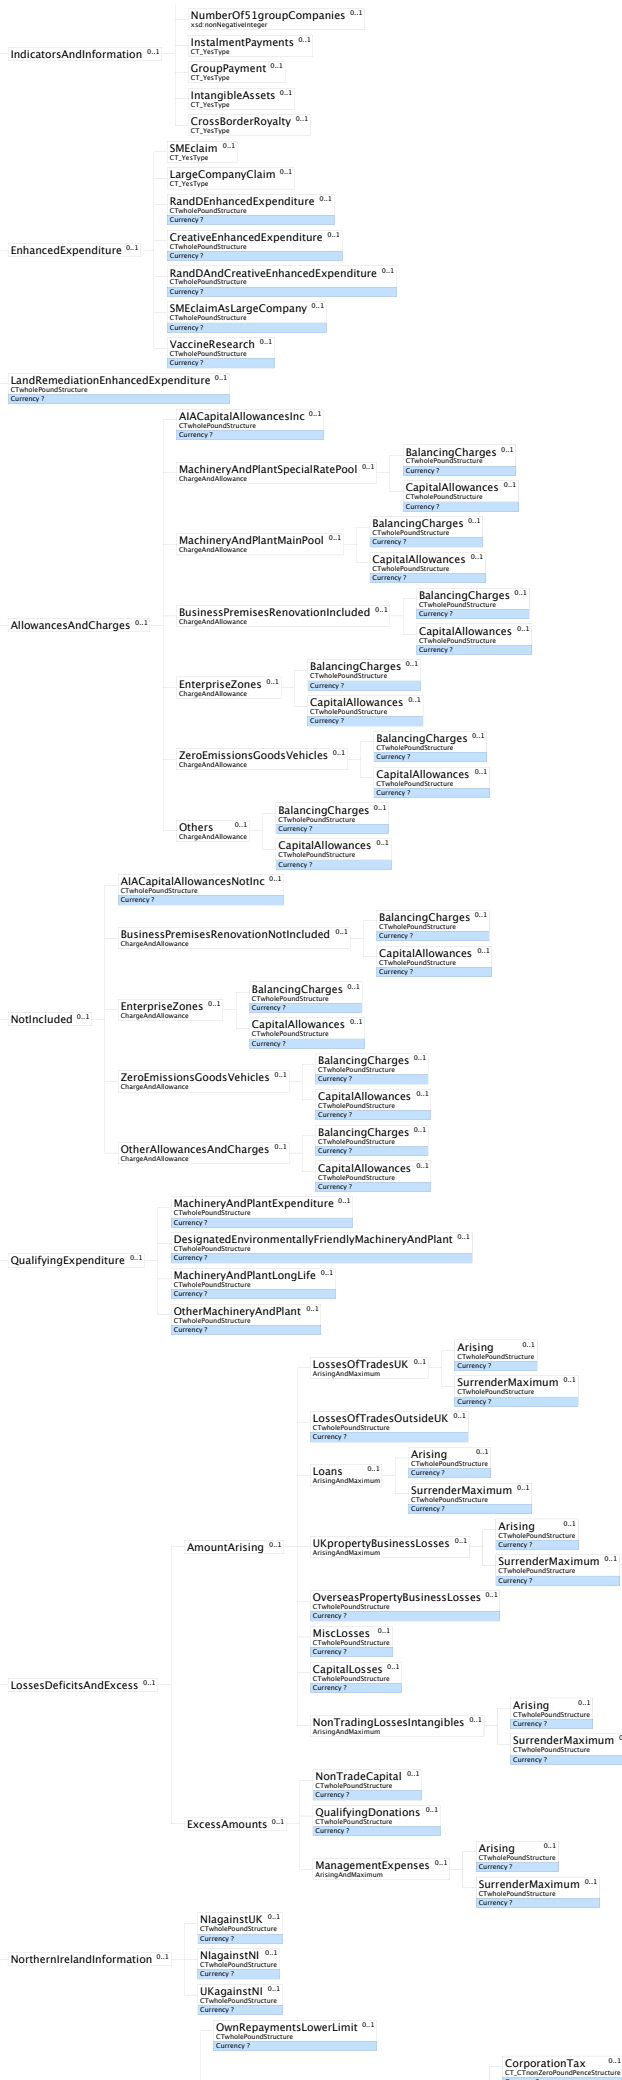 NumberOf51groupCompanies 0..1
xsd:nonNegativeInteger
IndicatorsAndInformation 0..1
InstalmentPayments 0..1
CT_YesType
GroupPayment 0..1
CT_YesType
IntangibleAssets 0..1
CT_YesType
CrossBorderRoyalty 0..1
CT_YesType
SMEclaim 0..1
CT_YesType
LargeCompanyClaim 0..1
CT_YesType
RandDEnhancedExpenditure 0..1
CTwholePoundStructure
Currency ?
EnhancedExpenditure 0..1
CreativeEnhancedExpenditure 0..1
CTwholePoundStructure
Currency ?
RandDAndCreativeEnhancedExpenditure 0..1
CTwholePoundStructure
Currency ?
SMEclaimAsLargeCompany 0..1
CTwholePoundStructure
Currency ?
VaccineResearch 0..1
CTwholePoundStructure
Currency ?
LandRemediationEnhancedExpenditure 0..1
CTwholePoundStructure
Currency ?
AIACapitalAllowancesInc 0..1
CTwholePoundStructure
Currency ?
MachineryAndPlantSpecialRatePool 0..1
ChargeAndAllowance
BalancingCharges 0..1
CTwholePoundStructure
Currency ?
CapitalAllowances 0..1
CTwholePoundStructure
Currency ?
MachineryAndPlantMainPool 0..1
ChargeAndAllowance
BalancingCharges 0..1
CTwholePoundStructure
Currency ?
CapitalAllowances 0..1
CTwholePoundStructure
Currency ?
AllowancesAndCharges 0..1
BusinessPremisesRenovationIncluded 0..1
ChargeAndAllowance
BalancingCharges 0..1
CTwholePoundStructure
Currency ?
CapitalAllowances 0..1
CTwholePoundStructure
Currency ?
EnterpriseZones 0..1
ChargeAndAllowance
BalancingCharges 0..1
CTwholePoundStructure
Currency ?
CapitalAllowances 0..1
CTwholePoundStructure
Currency ?
ZeroEmissionsGoodsVehicles 0..1
ChargeAndAllowance
BalancingCharges 0..1
CTwholePoundStructure
Currency ?
CapitalAllowances 0..1
CTwholePoundStructure
Currency ?
Others 0..1
ChargeAndAllowance
BalancingCharges 0..1
CTwholePoundStructure
Currency ?
CapitalAllowances 0..1
CTwholePoundStructure
Currency ?
AIACapitalAllowancesNotInc 0..1
CTwholePoundStructure
Currency ?
BusinessPremisesRenovationNotIncluded 0..1
ChargeAndAllowance
BalancingCharges 0..1
CTwholePoundStructure
Currency ?
CapitalAllowances 0..1
CTwholePoundStructure
Currency ?
NotIncluded 0..1
EnterpriseZones 0..1
ChargeAndAllowance
BalancingCharges 0..1
CTwholePoundStructure
Currency ?
CapitalAllowances 0..1
CTwholePoundStructure
Currency ?
ZeroEmissionsGoodsVehicles 0..1
ChargeAndAllowance
BalancingCharges 0..1
CTwholePoundStructure
Currency ?
CapitalAllowances 0..1
CTwholePoundStructure
Currency ?
OtherAllowancesAndCharges 0..1
ChargeAndAllowance
BalancingCharges 0..1
CTwholePoundStructure
Currency ?
CapitalAllowances 0..1
CTwholePoundStructure
Currency ?
MachineryAndPlantExpenditure 0..1
CTwholePoundStructure
Currency ?
DesignatedEnvironmentallyFriendlyMachineryAndPlant 0..1
CTwholePoundStructure
Currency ?
QualifyingExpenditure 0..1
MachineryAndPlantLongLife 0..1
CTwholePoundStructure
Currency ?
OtherMachineryAndPlant 0..1
CTwholePoundStructure
Currency ?
LossesOfTradesUK 0..1
ArisingAndMaximum
Arising 0..1
CTwholePoundStructure
Currency ?
SurrenderMaximum 0..1
CTwholePoundStructure
Currency ?
LossesOfTradesOutsideUK 0..1
CTwholePoundStructure
Currency ?
Loans 0..1
ArisingAndMaximum
Arising 0..1
CTwholePoundStructure
Currency ?
SurrenderMaximum 0..1
CTwholePoundStructure
Currency ?
AmountArising 0..1
UKpropertyBusinessLosses 0..1
ArisingAndMaximum
Arising 0..1
CTwholePoundStructure
Currency ?
SurrenderMaximum 0..1
CTwholePoundStructure
Currency ?
OverseasPropertyBusinessLosses 0..1
CTwholePoundStructure
Currency ?
MiscLosses 0..1
CTwholePoundStructure
Currency ?
CapitalLosses 0..1
CTwholePoundStructure
Currency ?
LossesDeficitsAndExcess 0..1
NonTradingLossesIntangibles 0..1
ArisingAndMaximum
Arising 0..1
CTwholePoundStructure
Currency ?
SurrenderMaximum
CTwholePoundStructure
Currency ?
NonTradeCapital 0..1
CTwholePoundStructure
Currency ?
ExcessAmounts 0..1
QualifyingDonations 0..1
CTwholePoundStructure
Currency ?
ManagementExpenses 0..1
ArisingAndMaximum
Arising 0..1
CTwholePoundStructure
Currency ?
SurrenderMaximum 0..1
CTwholePoundStructure
Currency ?
NIagainstUK 0..1
CTwholePoundStructure
Currency ?
NorthernIrelandInformation 0..1
NIagainstNI 0..1
CTwholePoundStructure
Currency ?
UKagainstNI 0..1
CTwholePoundStructure
Currency ?
OwnRepaymentsLowerLimit 0..1
CTwholePoundStructure
Currency ?
CorporationTax 0..1
CT_CTnonZeroPoundPenceStructure